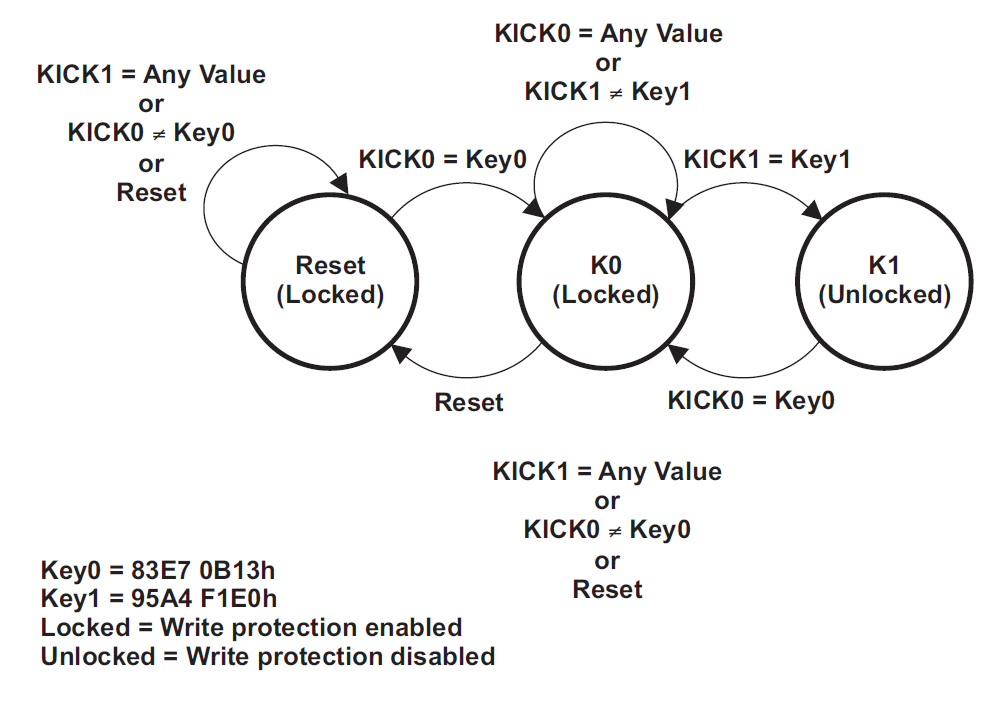 KICK0 = Any Value
or
KICK1 ≠ Key1
KICK1 = Any Value
or
KICK0 ≠ Key0
or
Reset
KICK0 = Key0
KICK1 = Key1
Reset
(Locked)
K0
(Locked)
K1
(Unlocked)
Reset
KICK0 = Key0
KICK1 = Any Value
or
KICK0 ≠ Key0
or
Reset
Key0 = 83E7 0B13h
Key1 = 95A4 F1E0h
Locked = Write protection enabled
Unlocked = Write protection disabled